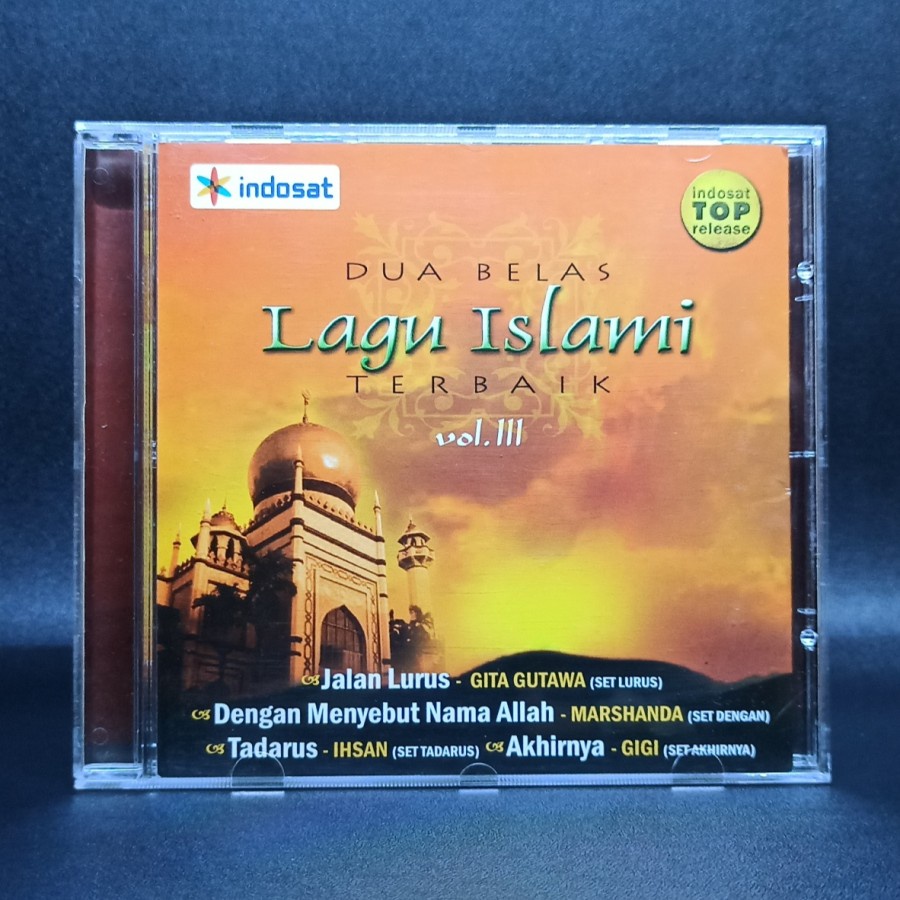 indosat
indosat
TOP
release
DUA BELAS
Lagu Islami
TERBAIK
vol.III
Jalan Lurus - GITA GUTAWA (SET LURUS)
Dengan Menyebut Nama Allah - MARSHANDA (SET DENGAN)
Tadarus - IHSAN (SET TADARUS) Akhirnya - GIGI (SET AKHIRNYA)